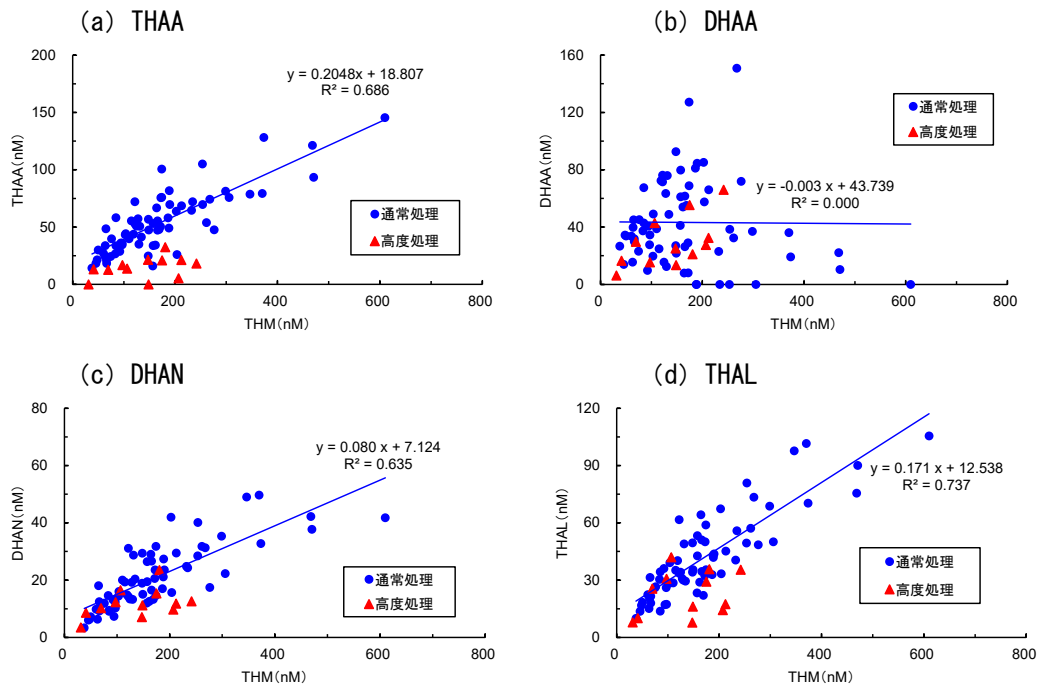 (a) THAA
200
150
100
50
0
0
200
400
600
800
THAA(nM)
THM(nM)
y = 0.2048x + 18.807
R² = 0.686
通常処理
高度処理
(b) DHAA
160
120
80
40
0
0
200
400
600
800
DHAA(nM)
THM(nM)
通常処理
高度処理
y = -0.003 x + 43.739
R² = 0.000
(c) DHAN
80
60
40
20
0
0
200
400
600
800
DHAN(nM)
THM(nM)
y = 0.080 x + 7.124
R² = 0.635
通常処理
高度処理
(d) THAL
120
90
60
30
0
0
200
400
600
800
THAL(nM)
THM(nM)
y = 0.171 x + 12.538
R² = 0.737
通常処理
高度処理